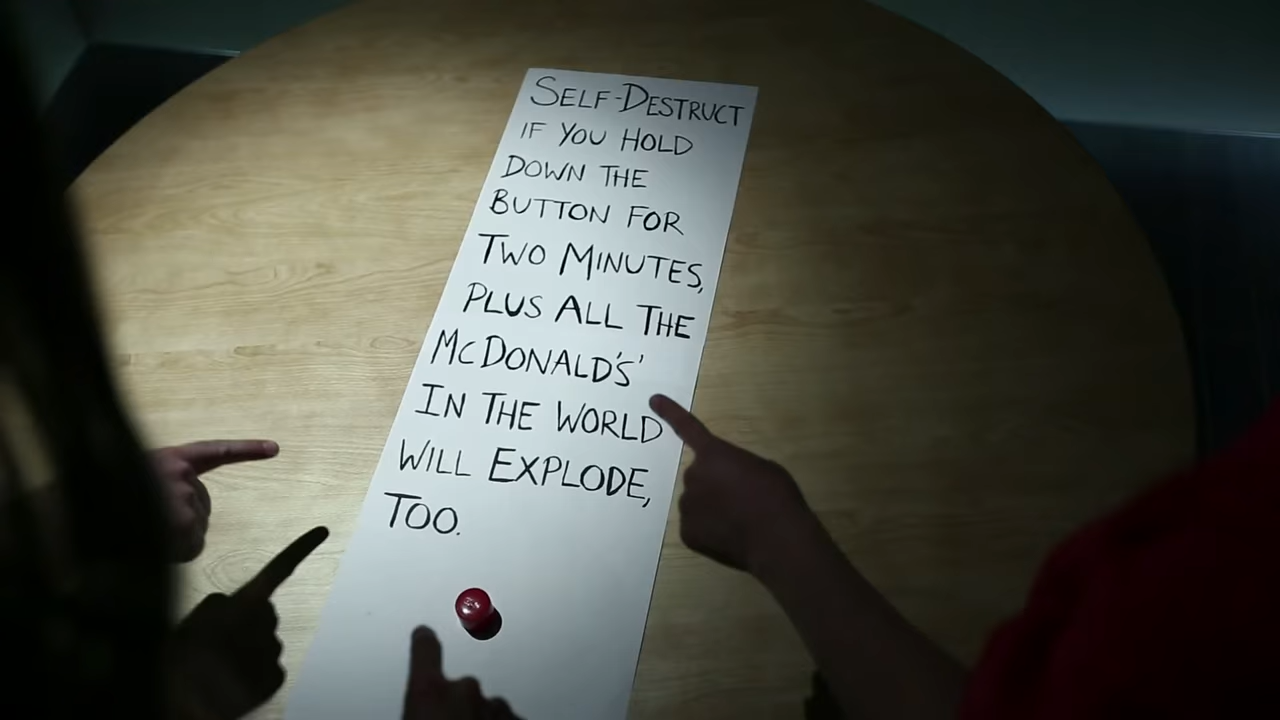 SELF-DESTRUCT
IF YOU HOLD
DOWN THE
BUTTON FOR
TWO MINUTES,
PLUS ALL THE
McDONALD'S'
IN THE WORLD
WILL EXPLODE,
TOO.